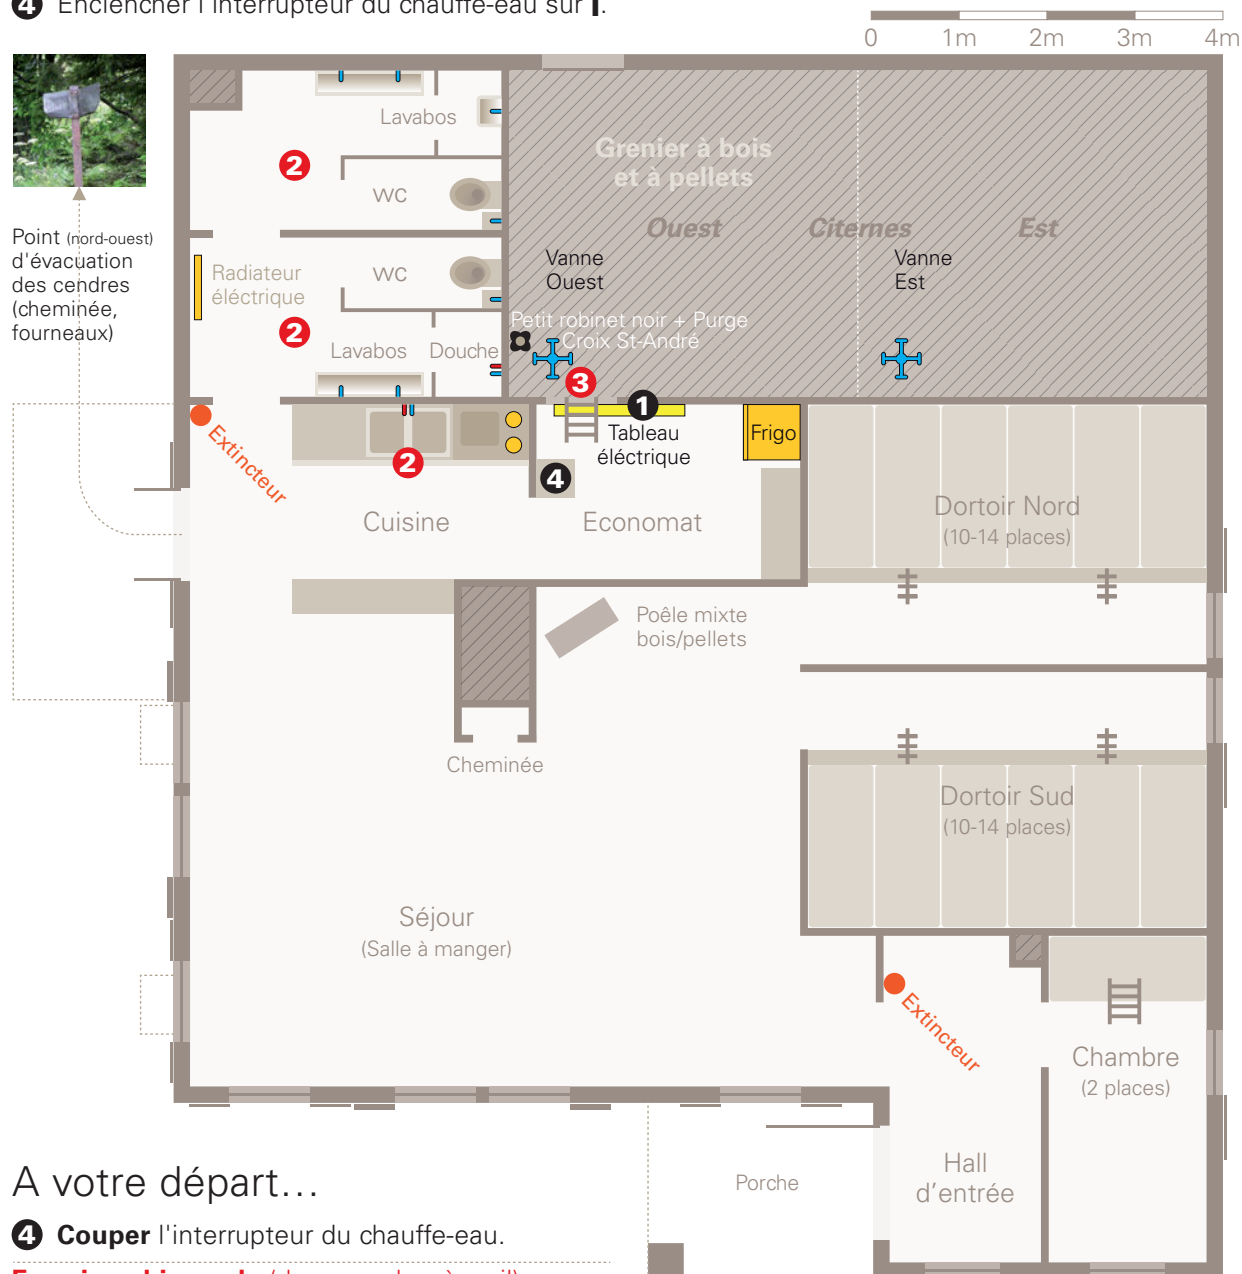 4 Enclencher l'interrupteur du chauffe-eau sur I.
0 1m 2m 3m 4m
Lavabos
Grenier à bois
et à pellets
2
WC
Ouest Citernes Est
Point (nord-ouest)
d'évacuation
des cendres
(cheminée,
fourneaux)
Radiateur
éléctrique
WC
Vanne
Ouest
Vanne
Est
2
Lavabos
Douche
Petit robinet noir + Purge
Croix St-André
3
1
Extincteur
2
Tableau
éléctrique
Frigo
4
Cuisine
Economat
Dortoir Nord
(10-14 places)
Poêle mixte
bois/pellets
Cheminée
Dortoir Sud
(10-14 places)
Séjour
(Salle à manger)
Extincteur
Chambre
(2 places)
Hall
d'entrée
Porche
A votre départ…
4 Couper l'interrupteur du chauffe-eau.